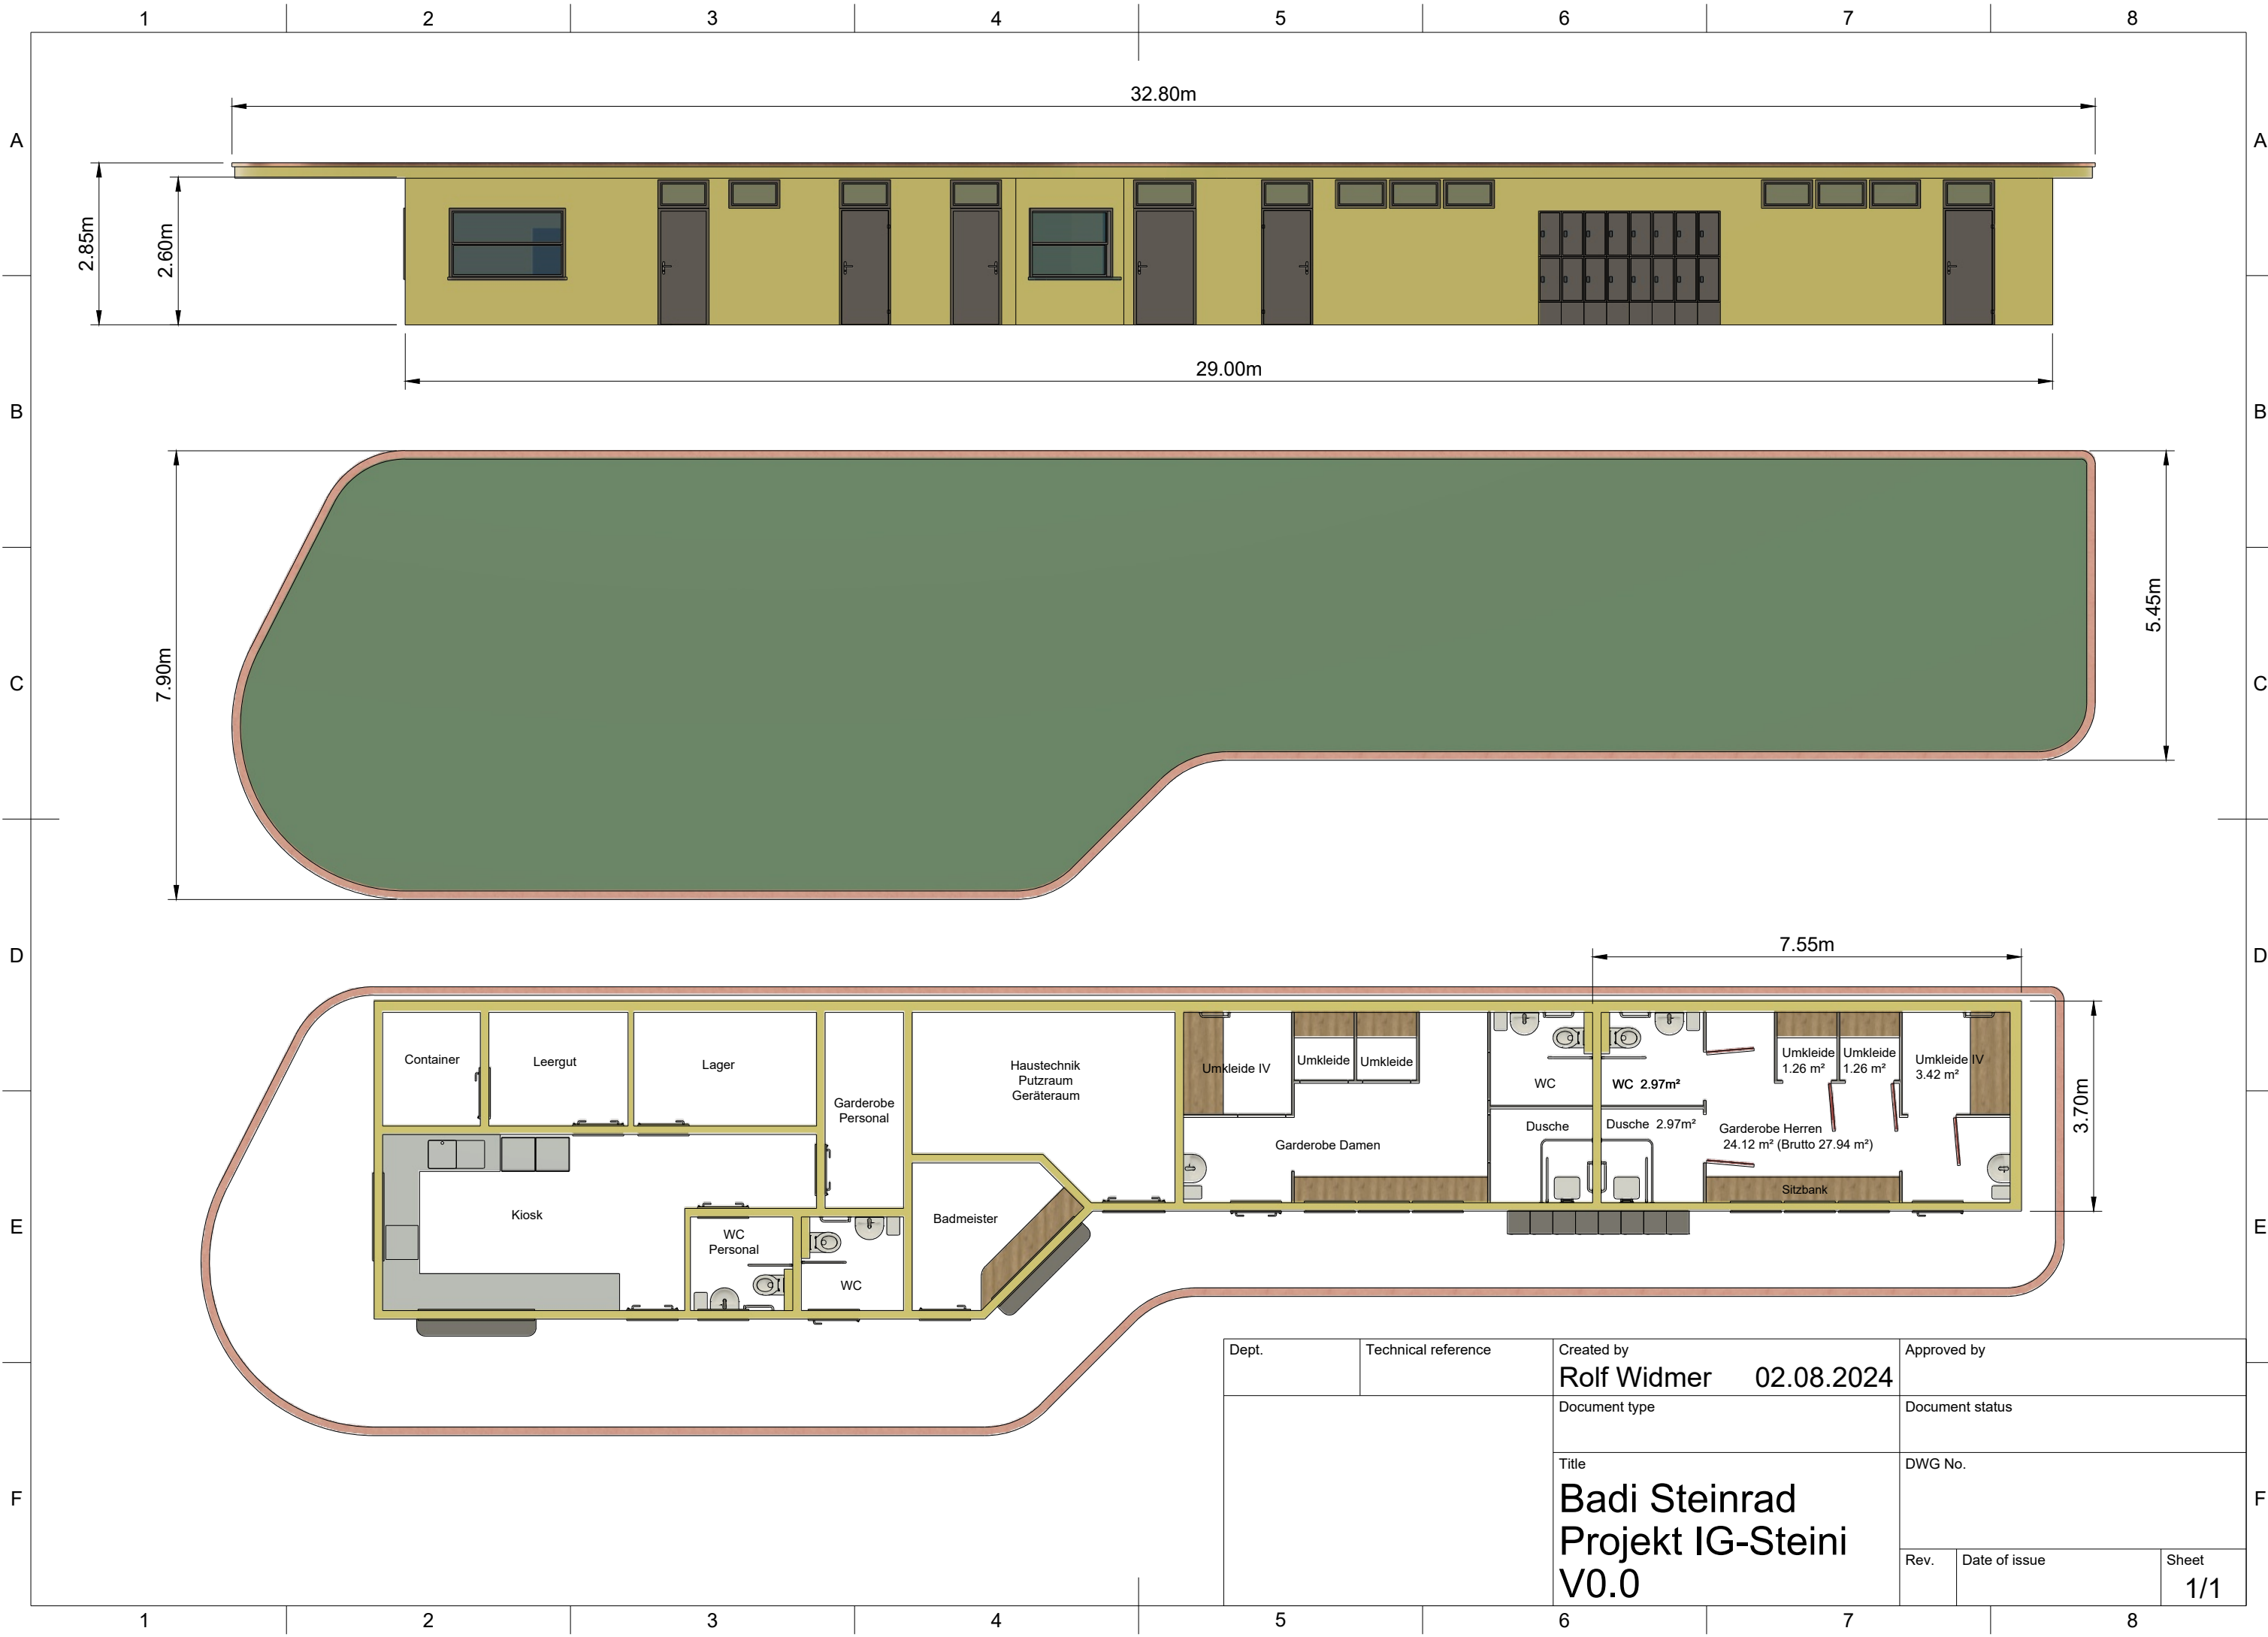 1 2 3 4 5 6 7 8
32.80m
A A
2.85m
2.60m
29.00m
B B
7.90m
5.45m
C C
7.55m
D D
3.70m
Container
Leergut
Lager
Garderobe
Personal
Haustechnik
Putzraum
Geräteraum
Umkleide IV
Umkleide
Umkleide
WC
WC 2.97m²
Umkleide
1.26 m²
Umkleide
1.26 m²
Umkleide IV
3.42 m²
Garderobe Damen
Dusche
Dusche 2.97m²
Garderobe Herren
24.12 m² (Brutto 27.94 m²)
Sitzbank
E E
Kiosk
WC
Personal
WC
Badmeister
Dept.
Technical reference
Created by
Rolf Widmer 02.08.2024
Approved by
Document type
Document status
Title
Badi Steinrad
Projekt IG-Steini
V0.0
DWG No.
F F
Rev.
Date of issue
Sheet
1/1
1 2 3 4 5 6 7 8